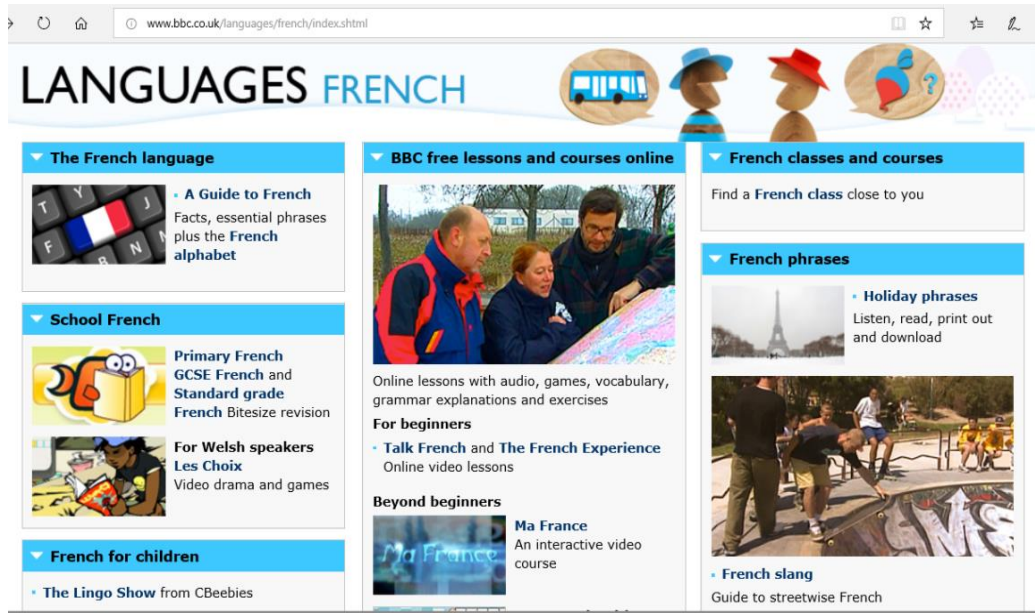 www.bbc.co.uk/languages/french/index.shtml
LANGUAGES FRENCH
The French language
A Guide to French
Facts, essential phrases
plus the French
alphabet
School French
Primary French
GCSE French and
Standard grade
French Bitesize revision
For Welsh speakers
Les Choix
Video drama and games
French for children
The Lingo Show from CBeebies
BBC free lessons and courses online
Online lessons with audio, games, vocabulary,
grammar explanations and exercises
For beginners
Talk French and The French Experience
Online video lessons
Beyond beginners
Ma France
Ma France
An interactive video
course
French classes and courses
Find a French class close to you
French phrases
Holiday phrases
Listen, read, print out
and download
French slang
Guide to streetwise French